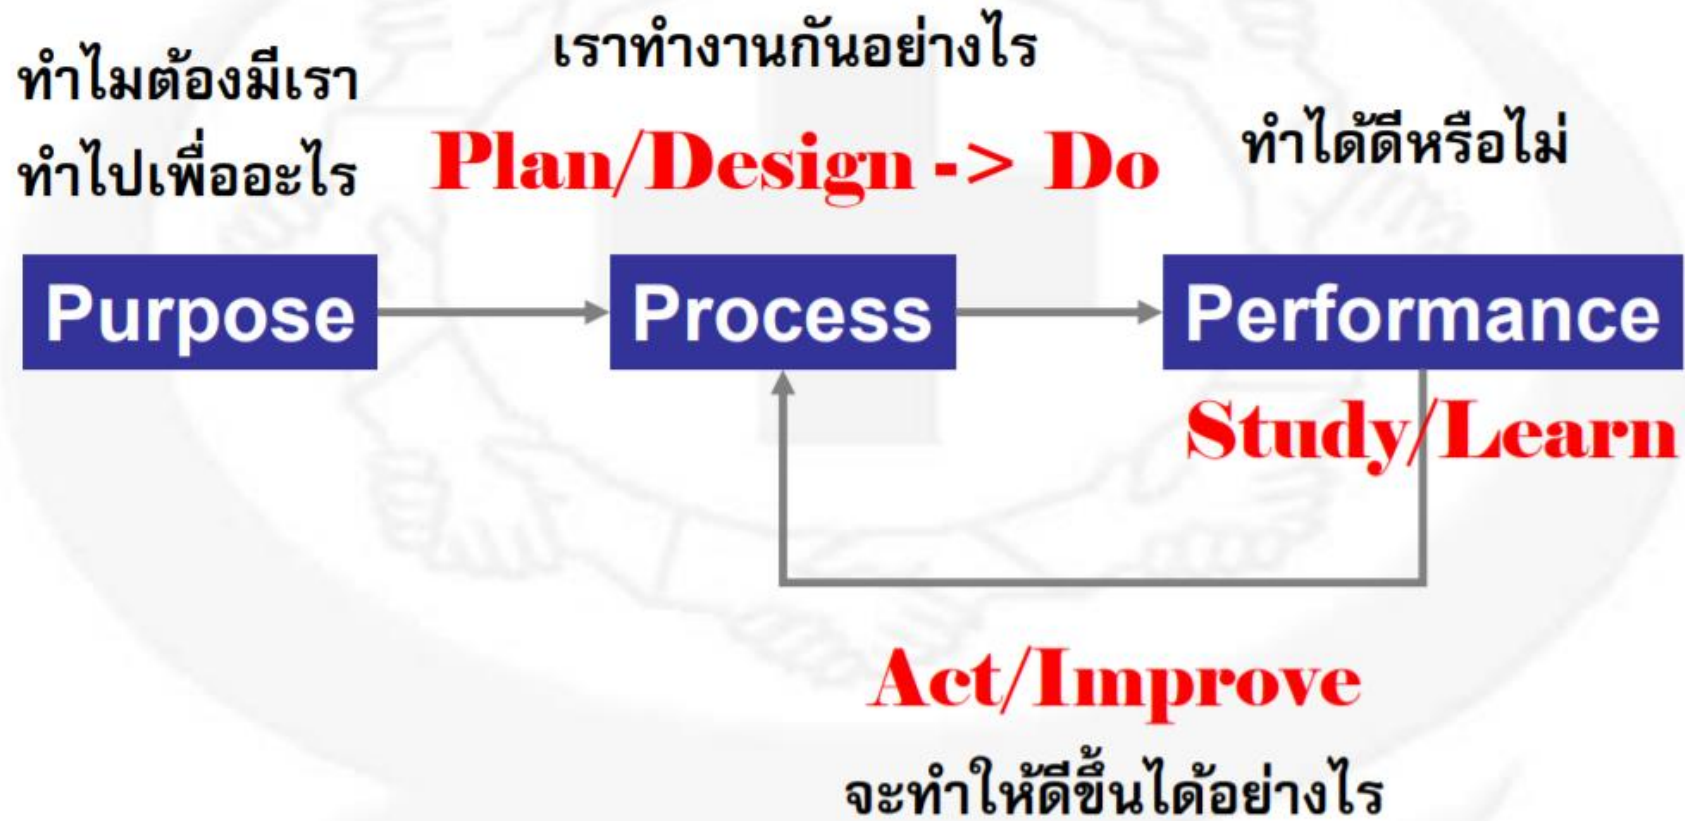 ทำไมต้องมีเรา
ทำไปเพื่ออะไร
เราทำงานกันอย่างไร
Plan/Design -> Do
ทำได้ดีหรือไม่
Purpose
Process
Performance
Study/Learn
Act/Improve
จะทำให้ดีขึ้นได้อย่างไร